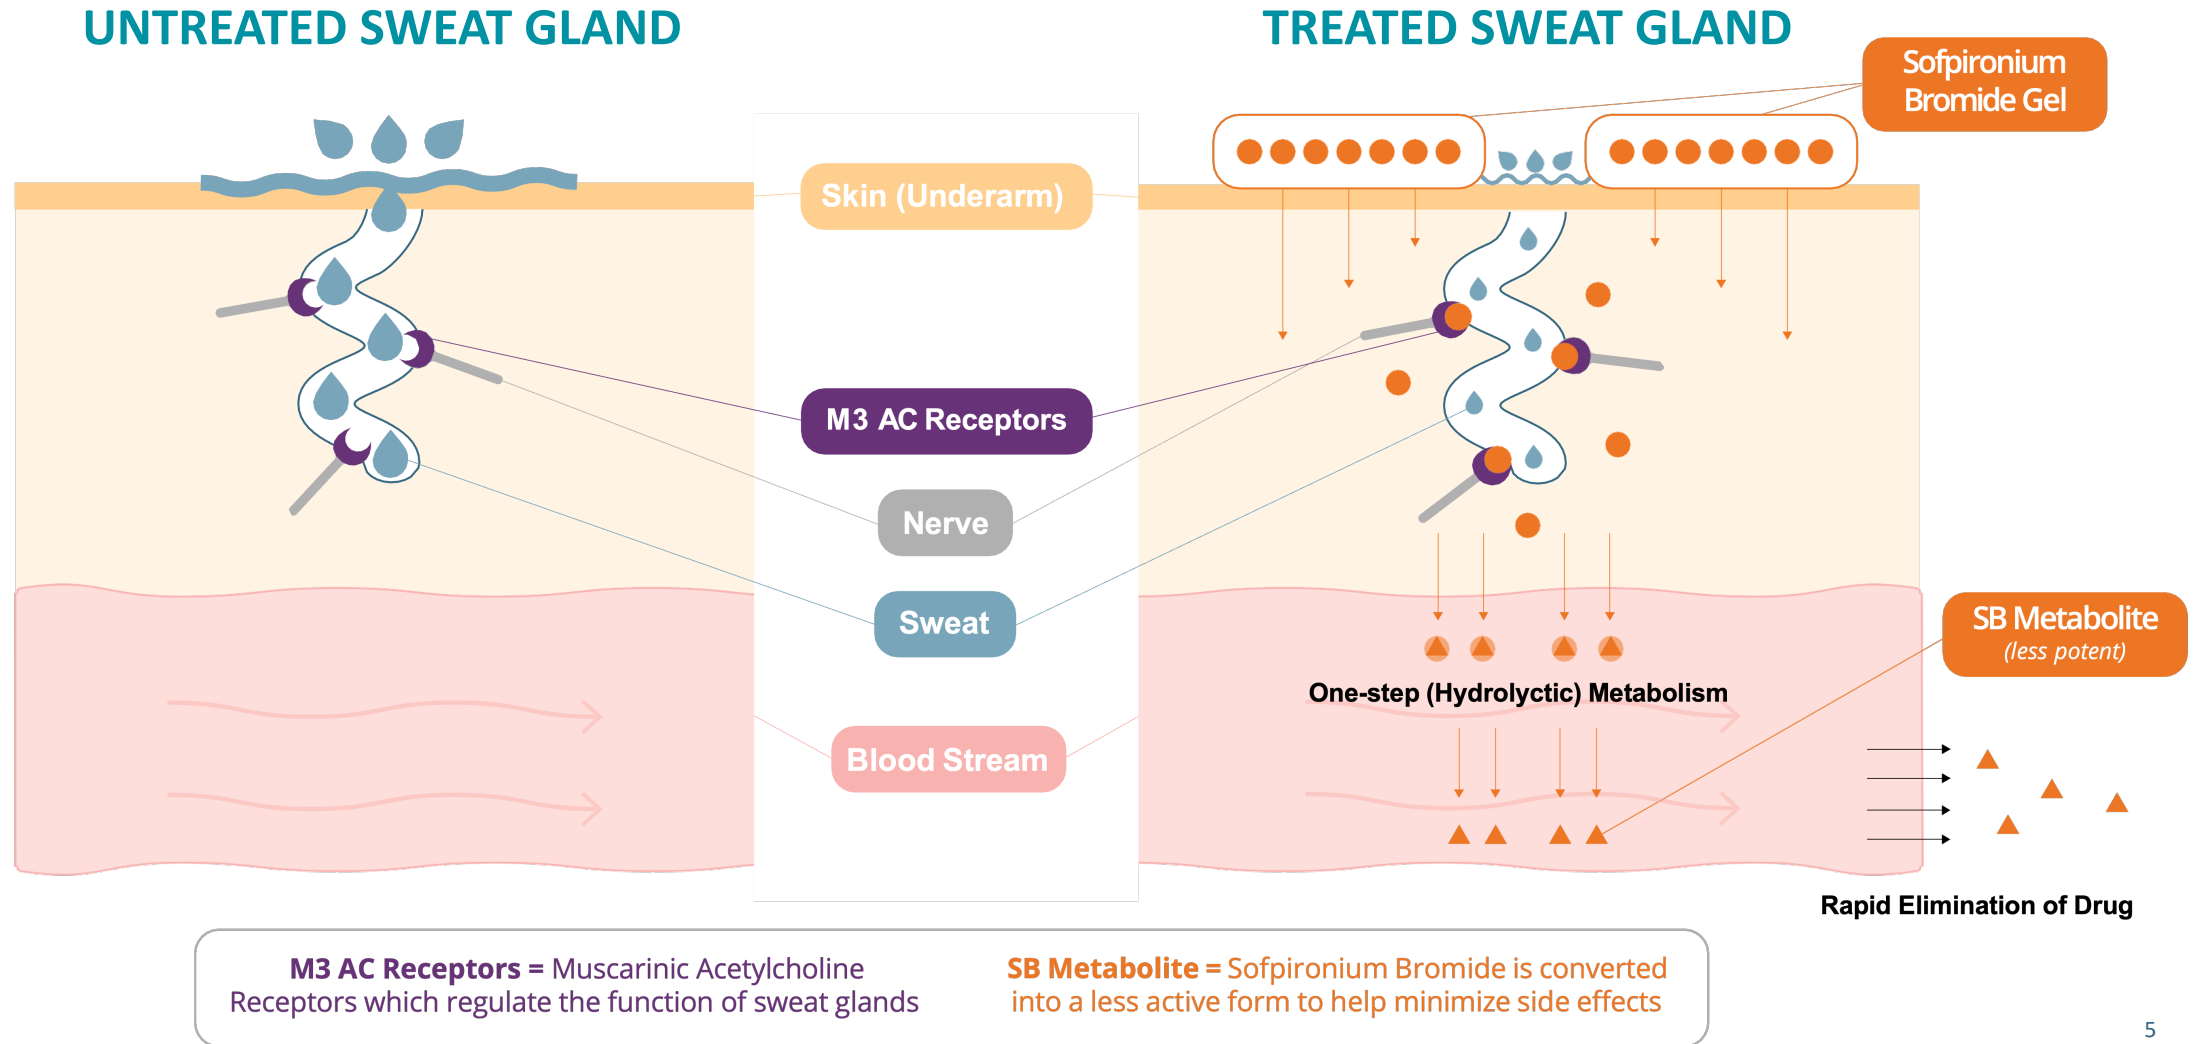 UNTREATED SWEAT GLAND
TREATED SWEAT GLAND
Sofpironium
Bromide Gel
Skin (Underarm)
M3 AC Receptors
Nerve
Sweat
Blood Stream
SB Metabolite
(less potent)
One-step (Hydrolyctic) Metabolism
Rapid Elimination of Drug
M3 AC Receptors = Muscarinic Acetylcholine
Receptors which regulate the function of sweat glands
SB Metabolite = Sofpironium Bromide is converted
into a less active form to help minimize side effects
5